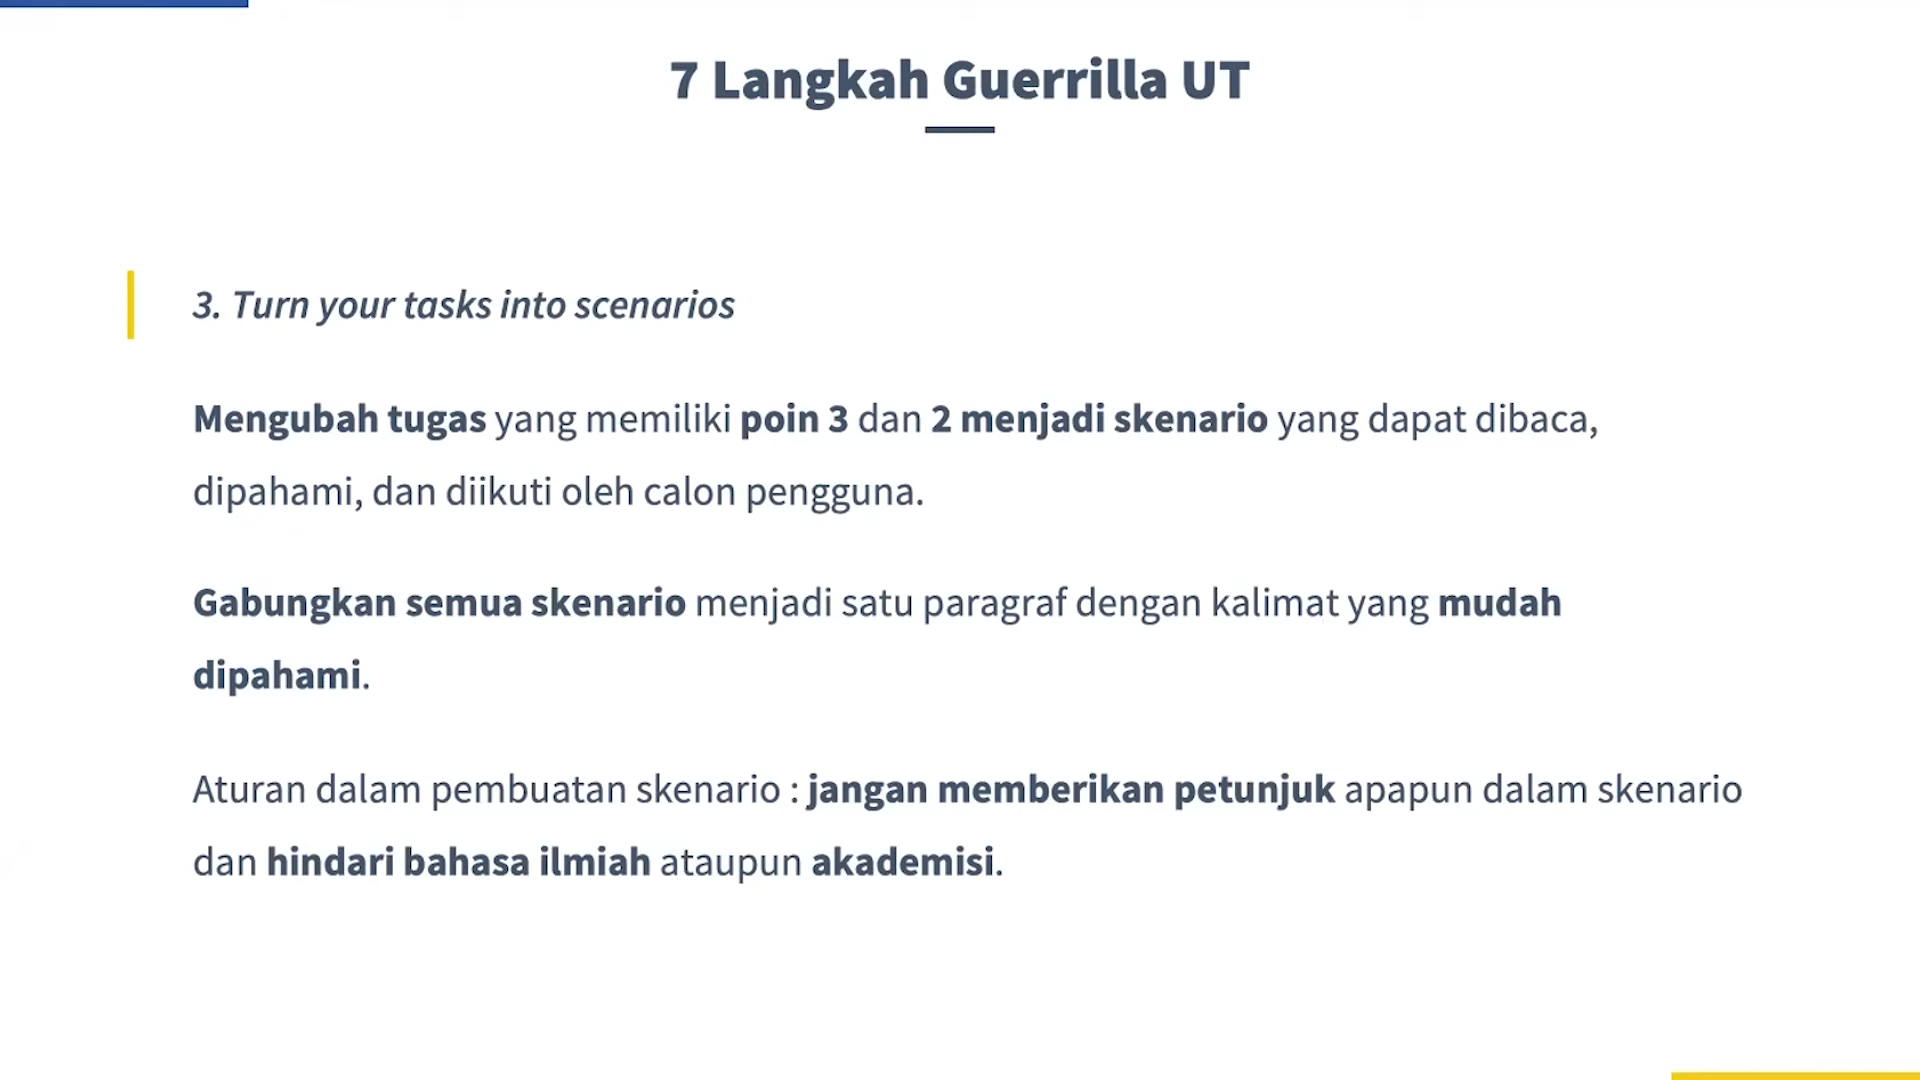 7 Langkah Guerrilla UT
3. Turn your tasks into scenarios
Mengubah tugas yang memiliki poin 3 dan 2 menjadi skenario yang dapat dibaca,
dipahami, dan diikuti oleh calon pengguna.
Gabungkan semua skenario menjadi satu paragraf dengan kalimat yang mudah
dipahami.
Aturan dalam pembuatan skenario : jangan memberikan petunjuk apapun dalam skenario
dan hindari bahasa ilmiah ataupun akademisi.